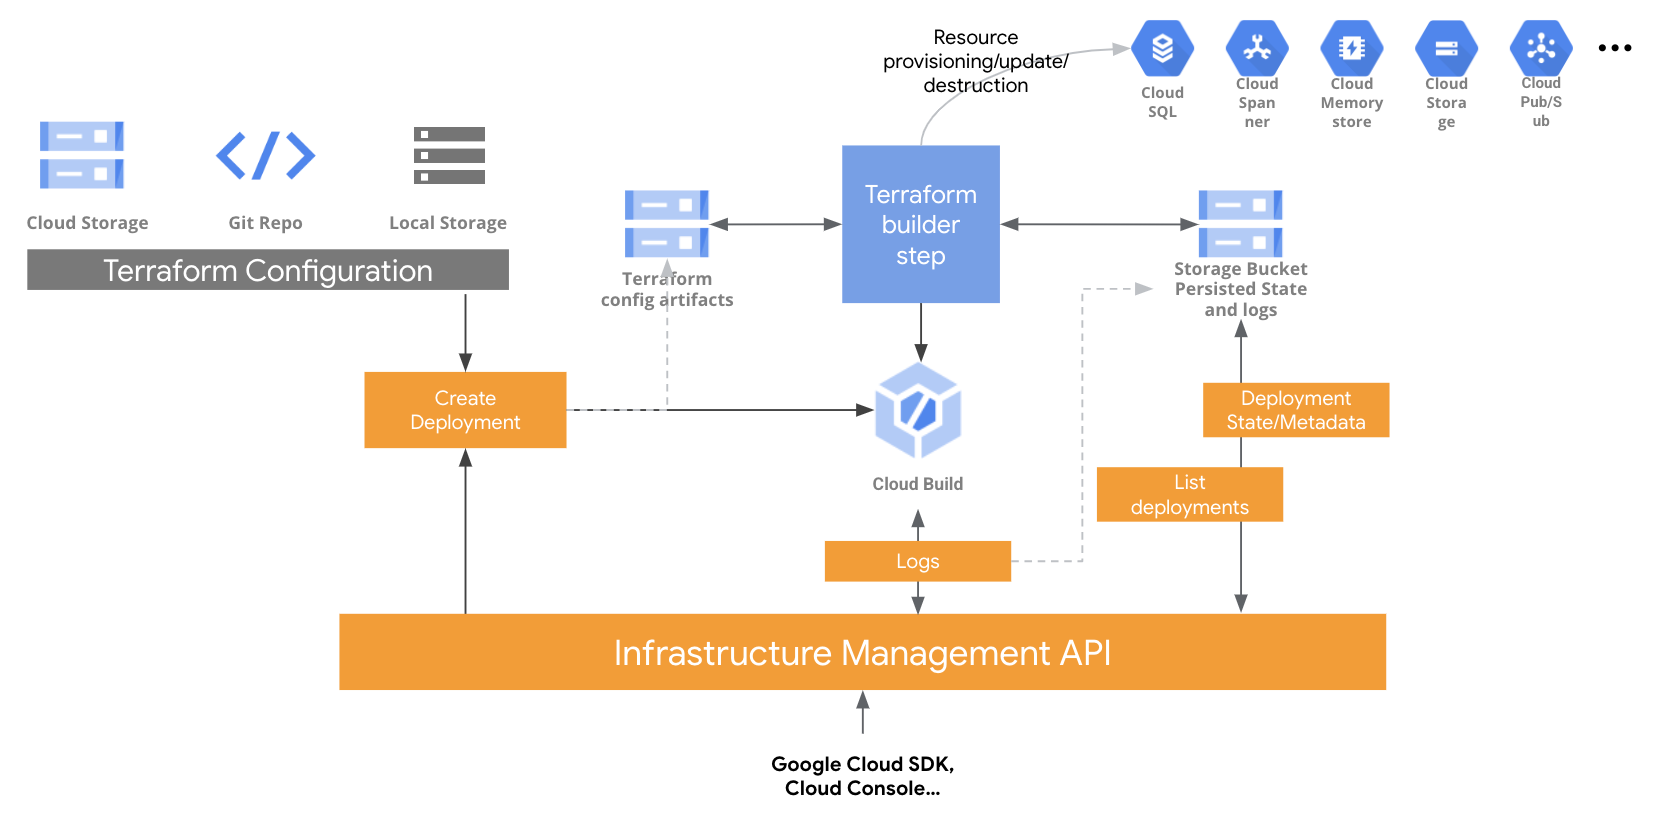 Resource
provisioning/update/
destruction
Cloud
SQL
Cloud
Span
ner
Cloud
Memory
store
Cloud
Stora
ge
Cloud
Pub/S
ub
Cloud Storage
Git Repo
Local Storage
Terraform Configuration
Terraform
config artifacts
Terraform
builder
step
Storage Bucket
Persisted State
and logs
Create
Deployment
Cloud Build
Deployment
State/Metadata
List
deployments
Logs
Infrastructure Management API
Google Cloud SDK,
Cloud Console...